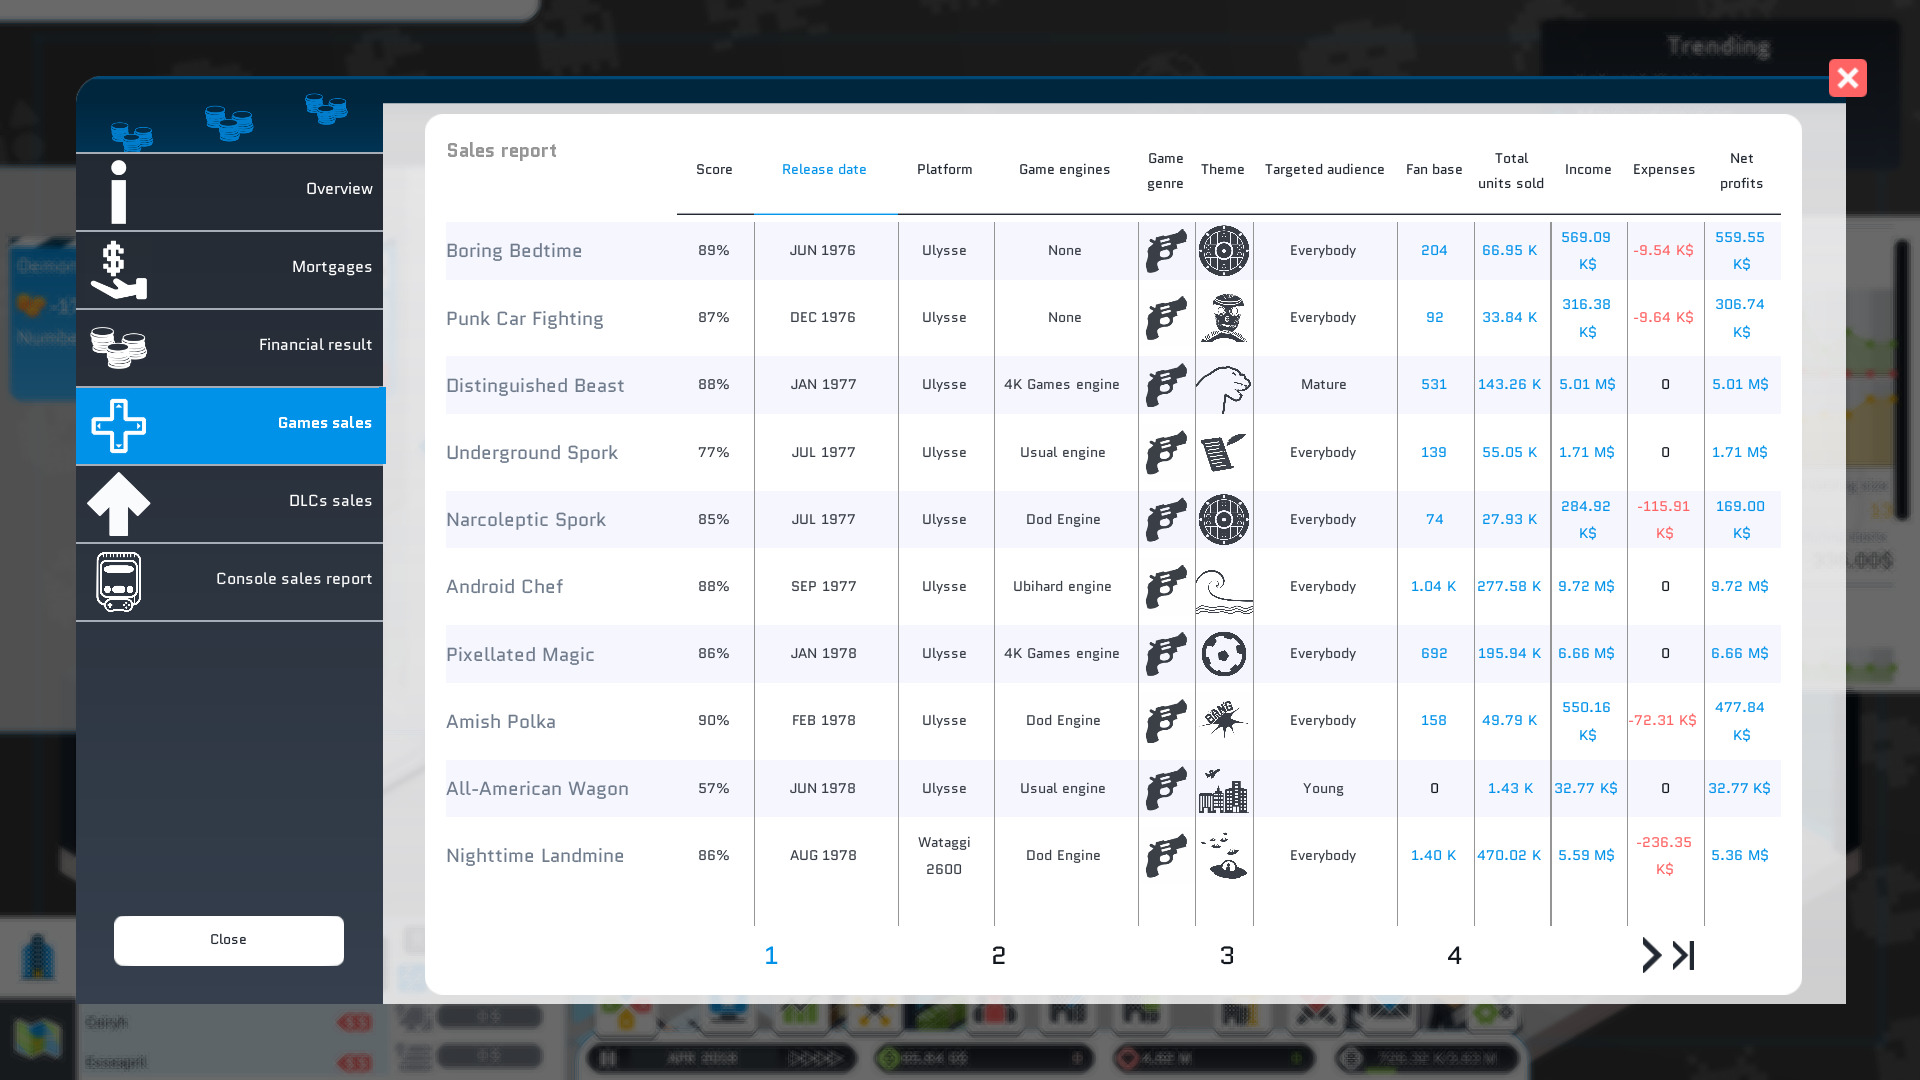 Trending
Overview
Mortgages
Financial result
Games sales
DLCs sales
Console sales report
Close
Sales report
Score
Release date
Platform
Game engines
Game
genre
Theme
Targeted audience
Fan base
Total
units sold
Income
Expenses
Net
profits
Boring Bedtime 89% JUN 1976 Ulysse None Everybody 204 66.95 K 569.09 K$ -9.54 K$ 559.55 K$
Punk Car Fighting 87% DEC 1976 Ulysse None Everybody 92 33.84 K 316.38 K$ -9.64 K$ 306.74 K$
Distinguished Beast 88% JAN 1977 Ulysse 4K Games engine Mature 531 143.26 K 5.01 M$ 0 5.01 M$
Underground Spork 77% JUL 1977 Ulysse Usual engine Everybody 139 55.05 K 1.71 M$ 0 1.71 M$
Narcoleptic Spork 85% JUL 1977 Ulysse Dod Engine Everybody 74 27.93 K 284.92 K$ -115.91 K$ 169.00 K$
Android Chef 88% SEP 1977 Ulysse Ubihard engine Everybody 1.04 K 277.58 K 9.72 M$ 0 9.72 M$
Pixellated Magic 86% JAN 1978 Ulysse 4K Games engine Everybody 692 195.94 K 6.66 M$ 0 6.66 M$
Amish Polka 90% FEB 1978 Ulysse Dod Engine BANG Everybody 158 49.79 K 550.16 K$ -72.31 K$ 477.84 K$
All-American Wagon 57% JUN 1978 Ulysse Usual engine Young 0 1.43 K 32.77 K$ 0 32.77 K$
Nighttime Landmine 86% AUG 1978 Wataggi 2600 Dod Engine Everybody 1.40 K 470.02 K 5.59 M$ -236.35 K$ 5.36 M$
1 2 3 4